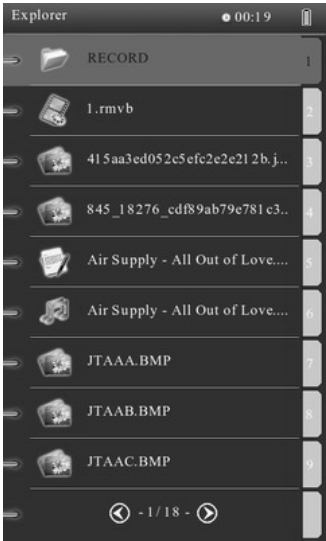 Explorer 00:19
RECORD 1
1.rmvb 2
415aa3ed052c5efc2e2e212b.j... 3
845_18276_cdf89ab79e781c3.. 4
Air Supply - All Out of Love.... 5
Air Supply - All Out of Love.... 6
JTAAA.BMP 7
JTAAB.BMP 8
JTAAC.BMP 9
- 1/18 -